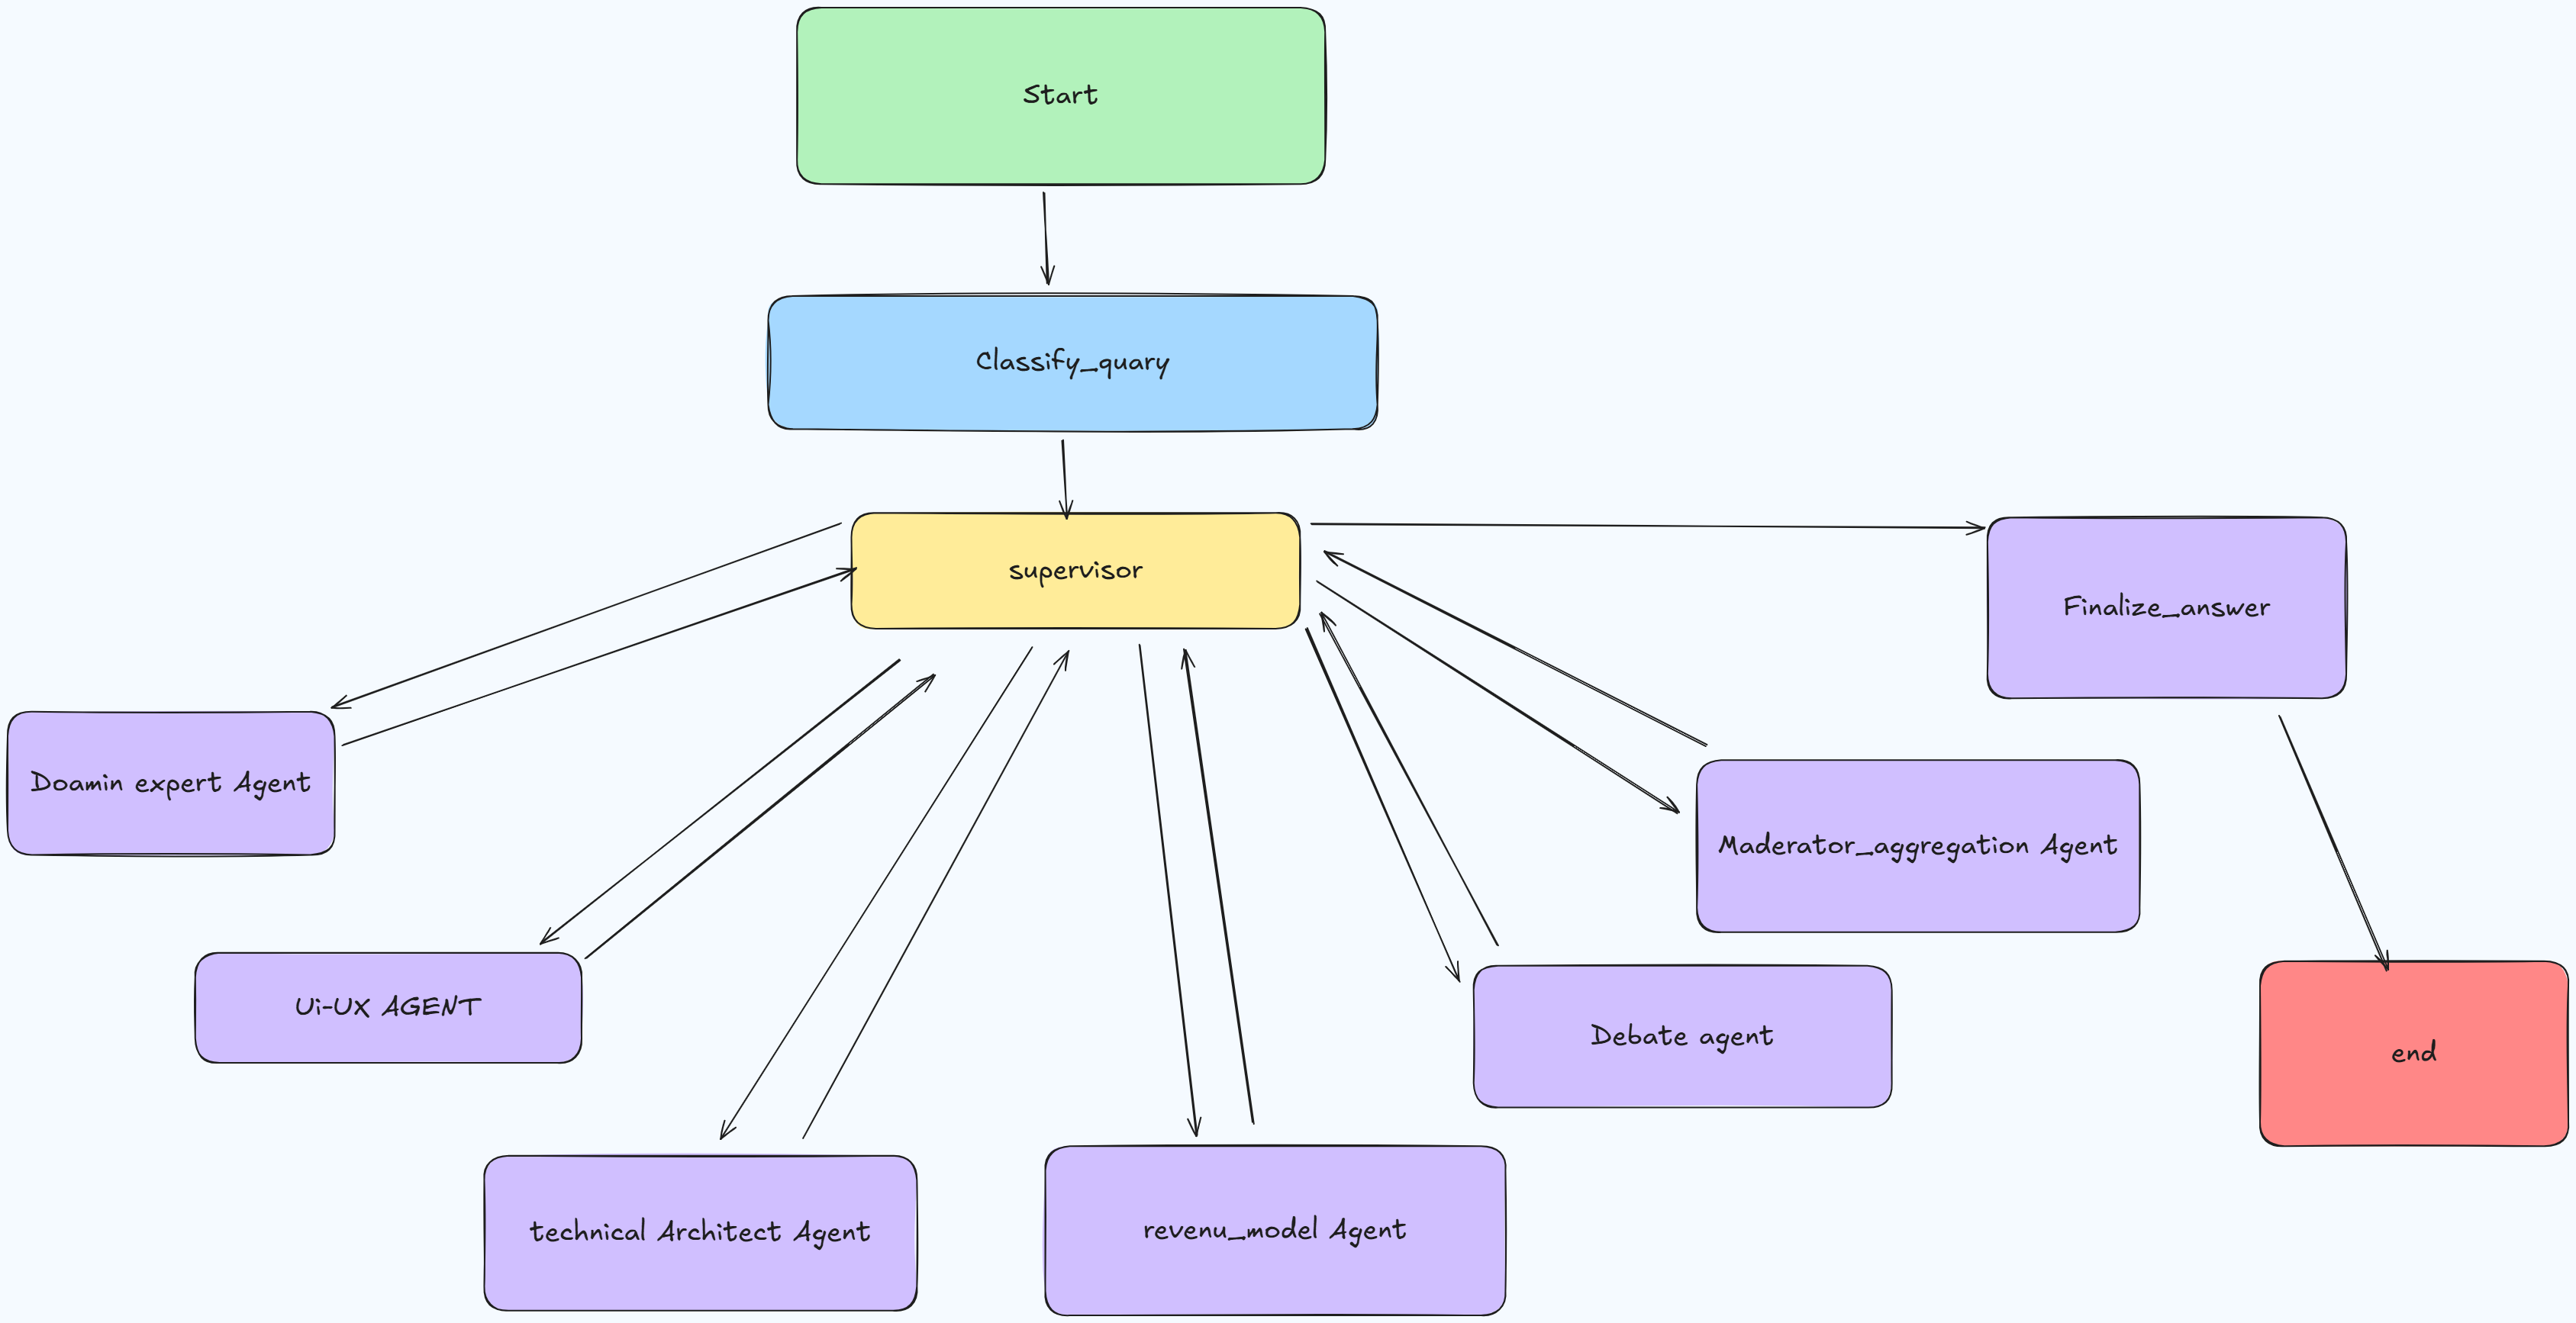 Start
Classify_quary
supervisor
Finalize_answer
Doamin expert Agent
Maderator_aggregation Agent
Ui-UX AGENT
Debate agent
end
technical Architect Agent
revenu_model Agent